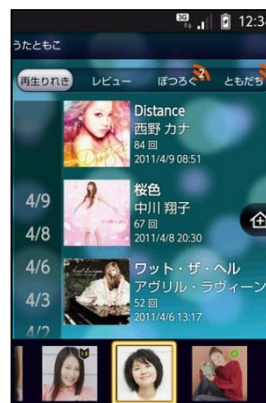 3G
12:34
うたともこ
再生りれき
レビュー
ぽつろぐ
2
ともだち
Distance
西野 カナ
84 回
2011/4/9 08:51
桜色
中川 翔子
67 回
2011/4/8 20:30
ワット・ザ・ヘル
アヴリル・ラヴィーン
52 回
2011/4/6 13:17
4/9
4/8
4/6
4/3
4/2